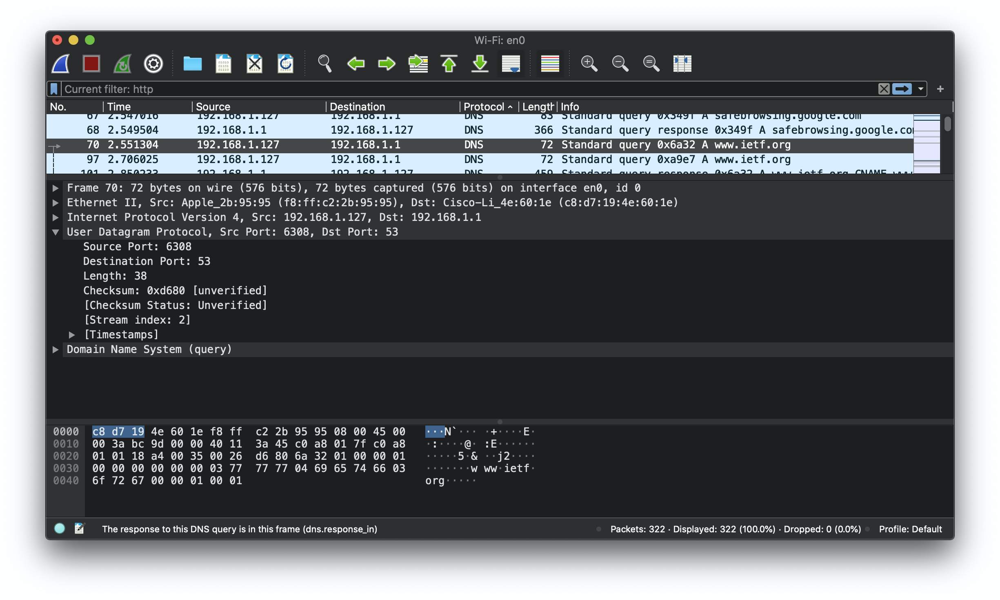 Wi-Fi: en0
Current filter: http
No. Time Source Destination Protocol Length Info
67 2.547016 192.168.1.127 192.168.1.1 DNS 83 Standard query 0x349f A safebrowsing.google.com
68 2.549504 192.168.1.1 192.168.1.127 DNS 366 Standard query response 0x349f A safebrowsing.google.co
70 2.551304 192.168.1.127 192.168.1.1 DNS 72 Standard query 0x6a32 A www.ietf.org
97 2.706025 192.168.1.127 192.168.1.1 DNS 72 Standard query 0xa9e7 A www.ietf.org
101 2.850233 192.168.1.1 192.168.1.127 DNS 459 Standard query response 0x6a32 A www.ietf.org CNAME www
Frame 70: 72 bytes on wire (576 bits), 72 bytes captured (576 bits) on interface en0, id 0
Ethernet II, Src: Apple_2b:95:95 (f8:ff:c2:2b:95:95), Dst: Cisco-Li_4e:60:1e (c8:d7:19:4e:60:1e)
Internet Protocol Version 4, Src: 192.168.1.127, Dst: 192.168.1.1
User Datagram Protocol, Src Port: 6308, Dst Port: 53
Source Port: 6308
Destination Port: 53
Length: 38
Checksum: 0xd680 [unverified]
[Checksum Status: Unverified]
[Stream index: 2]
[Timestamps]
Domain Name System (query)
0000 c8 d7 19 4e 60 1e f8 ff c2 2b 95 95 08 00 45 00 ···N`··· ·+····E·
0010 00 3a bc 9d 00 00 40 11 3a 45 c0 a8 01 7f c0 a8 ·:····@· :E······
0020 01 01 18 a4 00 35 00 26 d6 80 6a 32 01 00 00 01 ·····5·& ··j2····
0030 00 00 00 00 00 00 03 77 77 77 04 69 65 74 66 03 ·······w ww·ietf·
0040 6f 72 67 00 00 01 00 01 org·····
The response to this DNS query is in this frame (dns.response_in) Packets: 322 · Displayed: 322 (100.0%) · Dropped: 0 (0.0%) Profile: Default